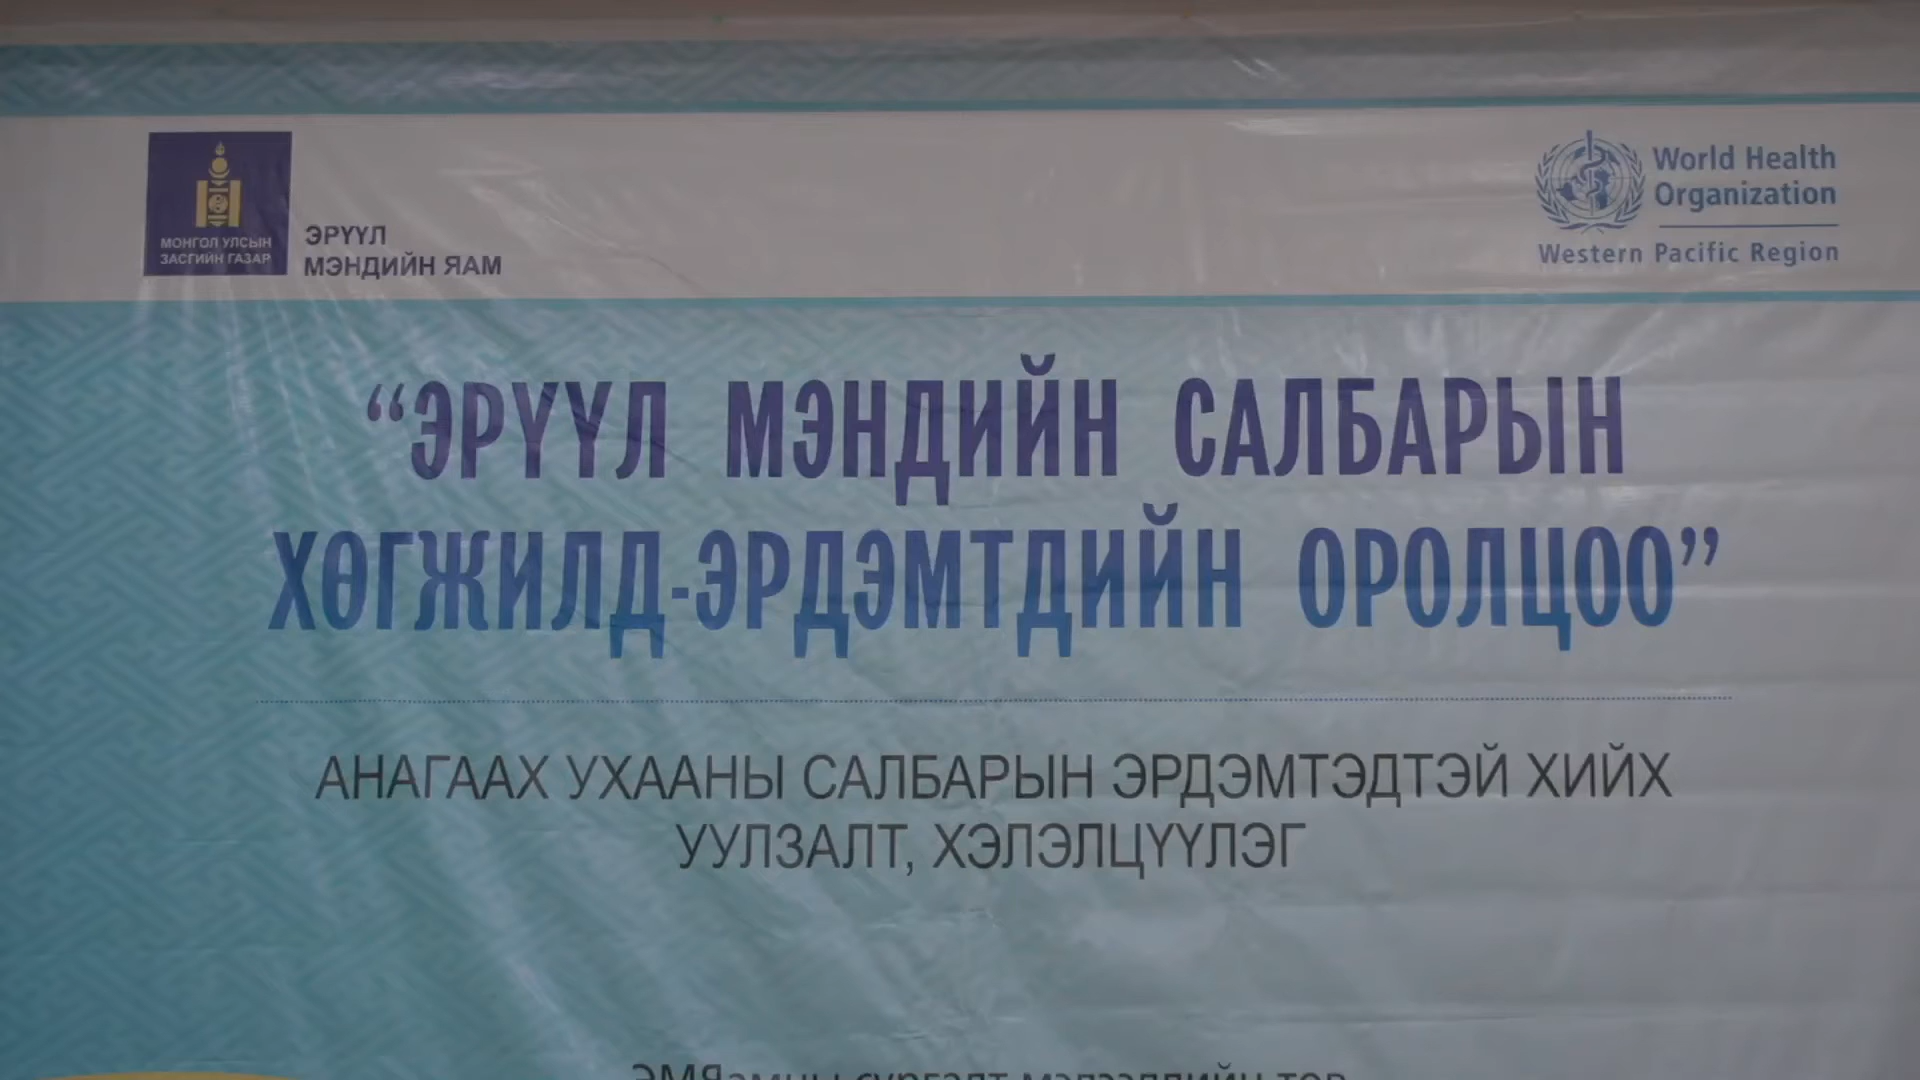 МОНГОЛ УЛСЫН
ЗАСГИЙН ГАЗАР
ЭРҮҮЛ
МЭНДИЙН ЯАМ
World Health
Organization
Western Pacific Region
“ЭРҮҮЛ МЭНДИЙН САЛБАРЫН
ХӨГЖИЛД-ЭРДЭМТДИЙН ОРОЛЦОО”
АНАГААХ УХААНЫ САЛБАРЫН ЭРДЭМТЭДТЭЙ ХИЙХ
УУЛЗАЛТ, ХЭЛЭЛЦҮҮЛЭГ